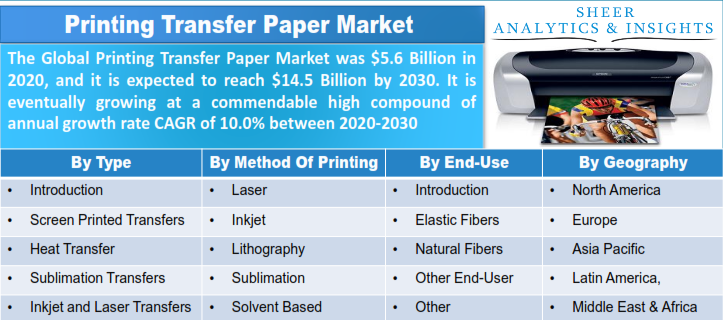 Printing Transfer Paper Market
SHEER
ANALYTICS & INSIGHTS
The Global Printing Transfer Paper Market was $5.6 Billion in
2020, and it is expected to reach $14.5 Billion by 2030. It is
eventually growing at a commendable high compound of
annual growth rate CAGR of 10.0% between 2020-2030
By Type
• Introduction
• Screen Printed Transfers
• Heat Transfer
• Sublimation Transfers
• Inkjet and Laser Transfers
By Method Of Printing
• Laser
• Inkjet
• Lithography
• Sublimation
• Solvent Based
By End-Use
• Introduction
• Elastic Fibers
• Natural Fibers
• Other End-User
• Other
By Geography
• North America
• Europe
• Asia Pacific
• Latin America,
• Middle East & Africa